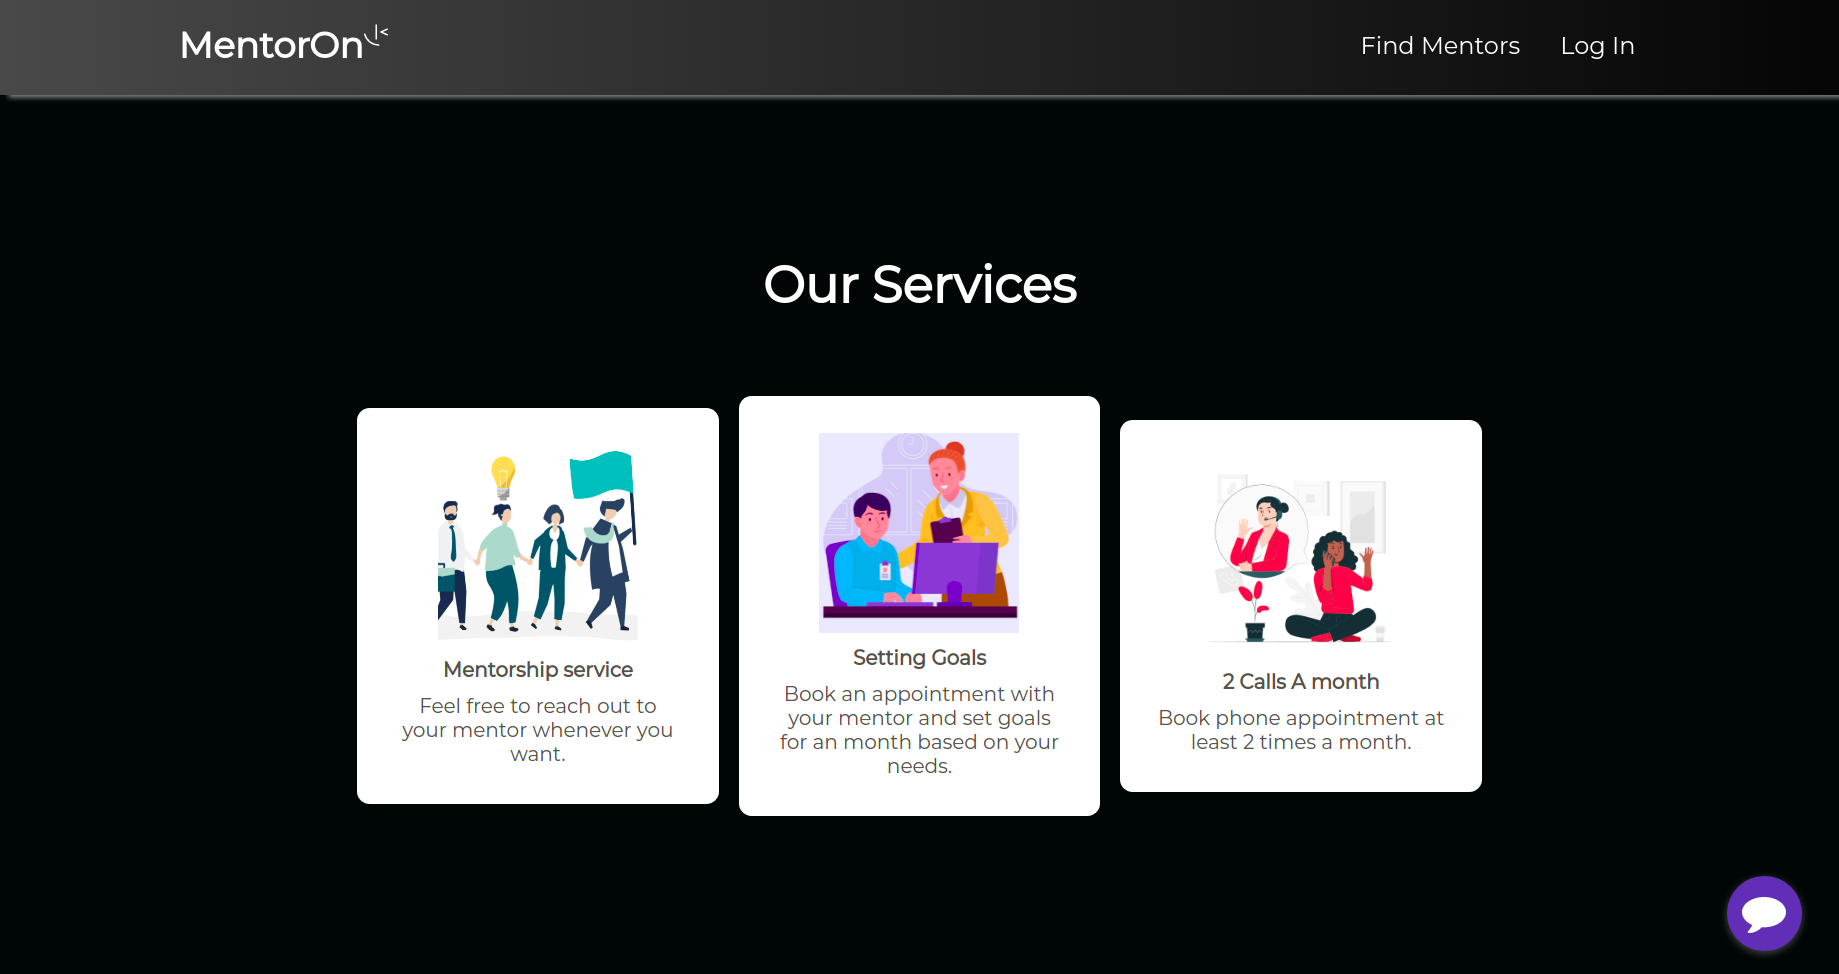 MentorOn
Find Mentors
Log In
Our Services
Mentorship service
Feel free to reach out to
your mentor whenever you
want.
Setting Goals
Book an appointment with
your mentor and set goals
for an month based on your
needs.
2 Calls A month
Book phone appointment at
least 2 times a month.